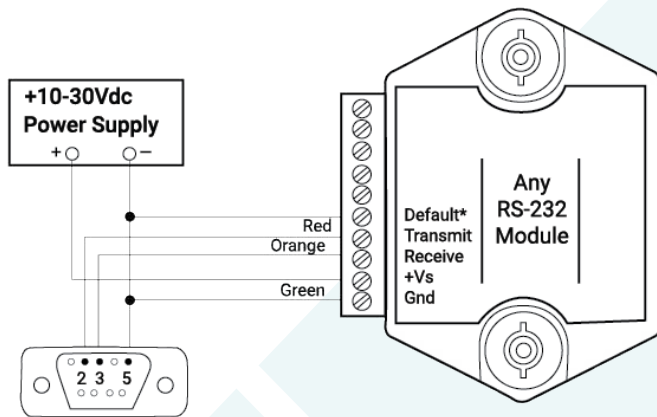 +10-30Vdc
Power Supply
+ –
Red
Orange
Green
Default*
Transmit
Receive
+Vs
Gnd
Any
RS-232
Module
2 3 5